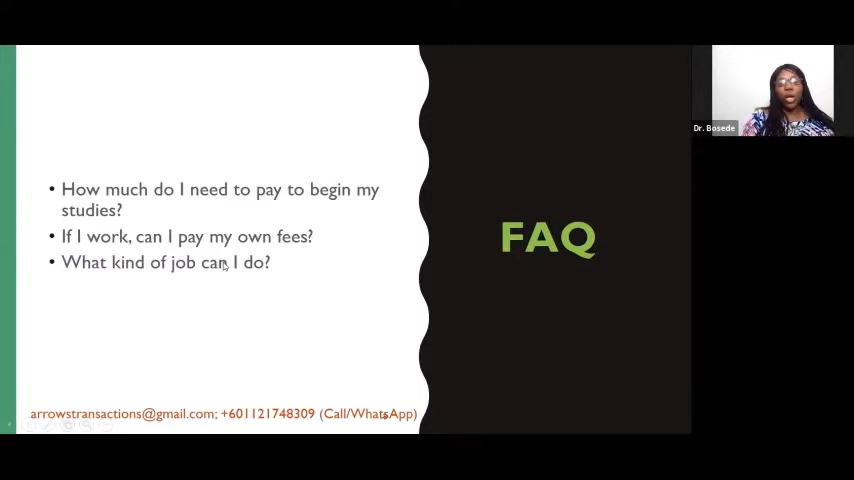 • How much do I need to pay to begin my
studies?
• If I work, can I pay my own fees?
• What kind of job can I do?
FAQ
arrowstransactions@gmail.com; +601121748309 (Call/WhatsApp)
Dr. Bosede